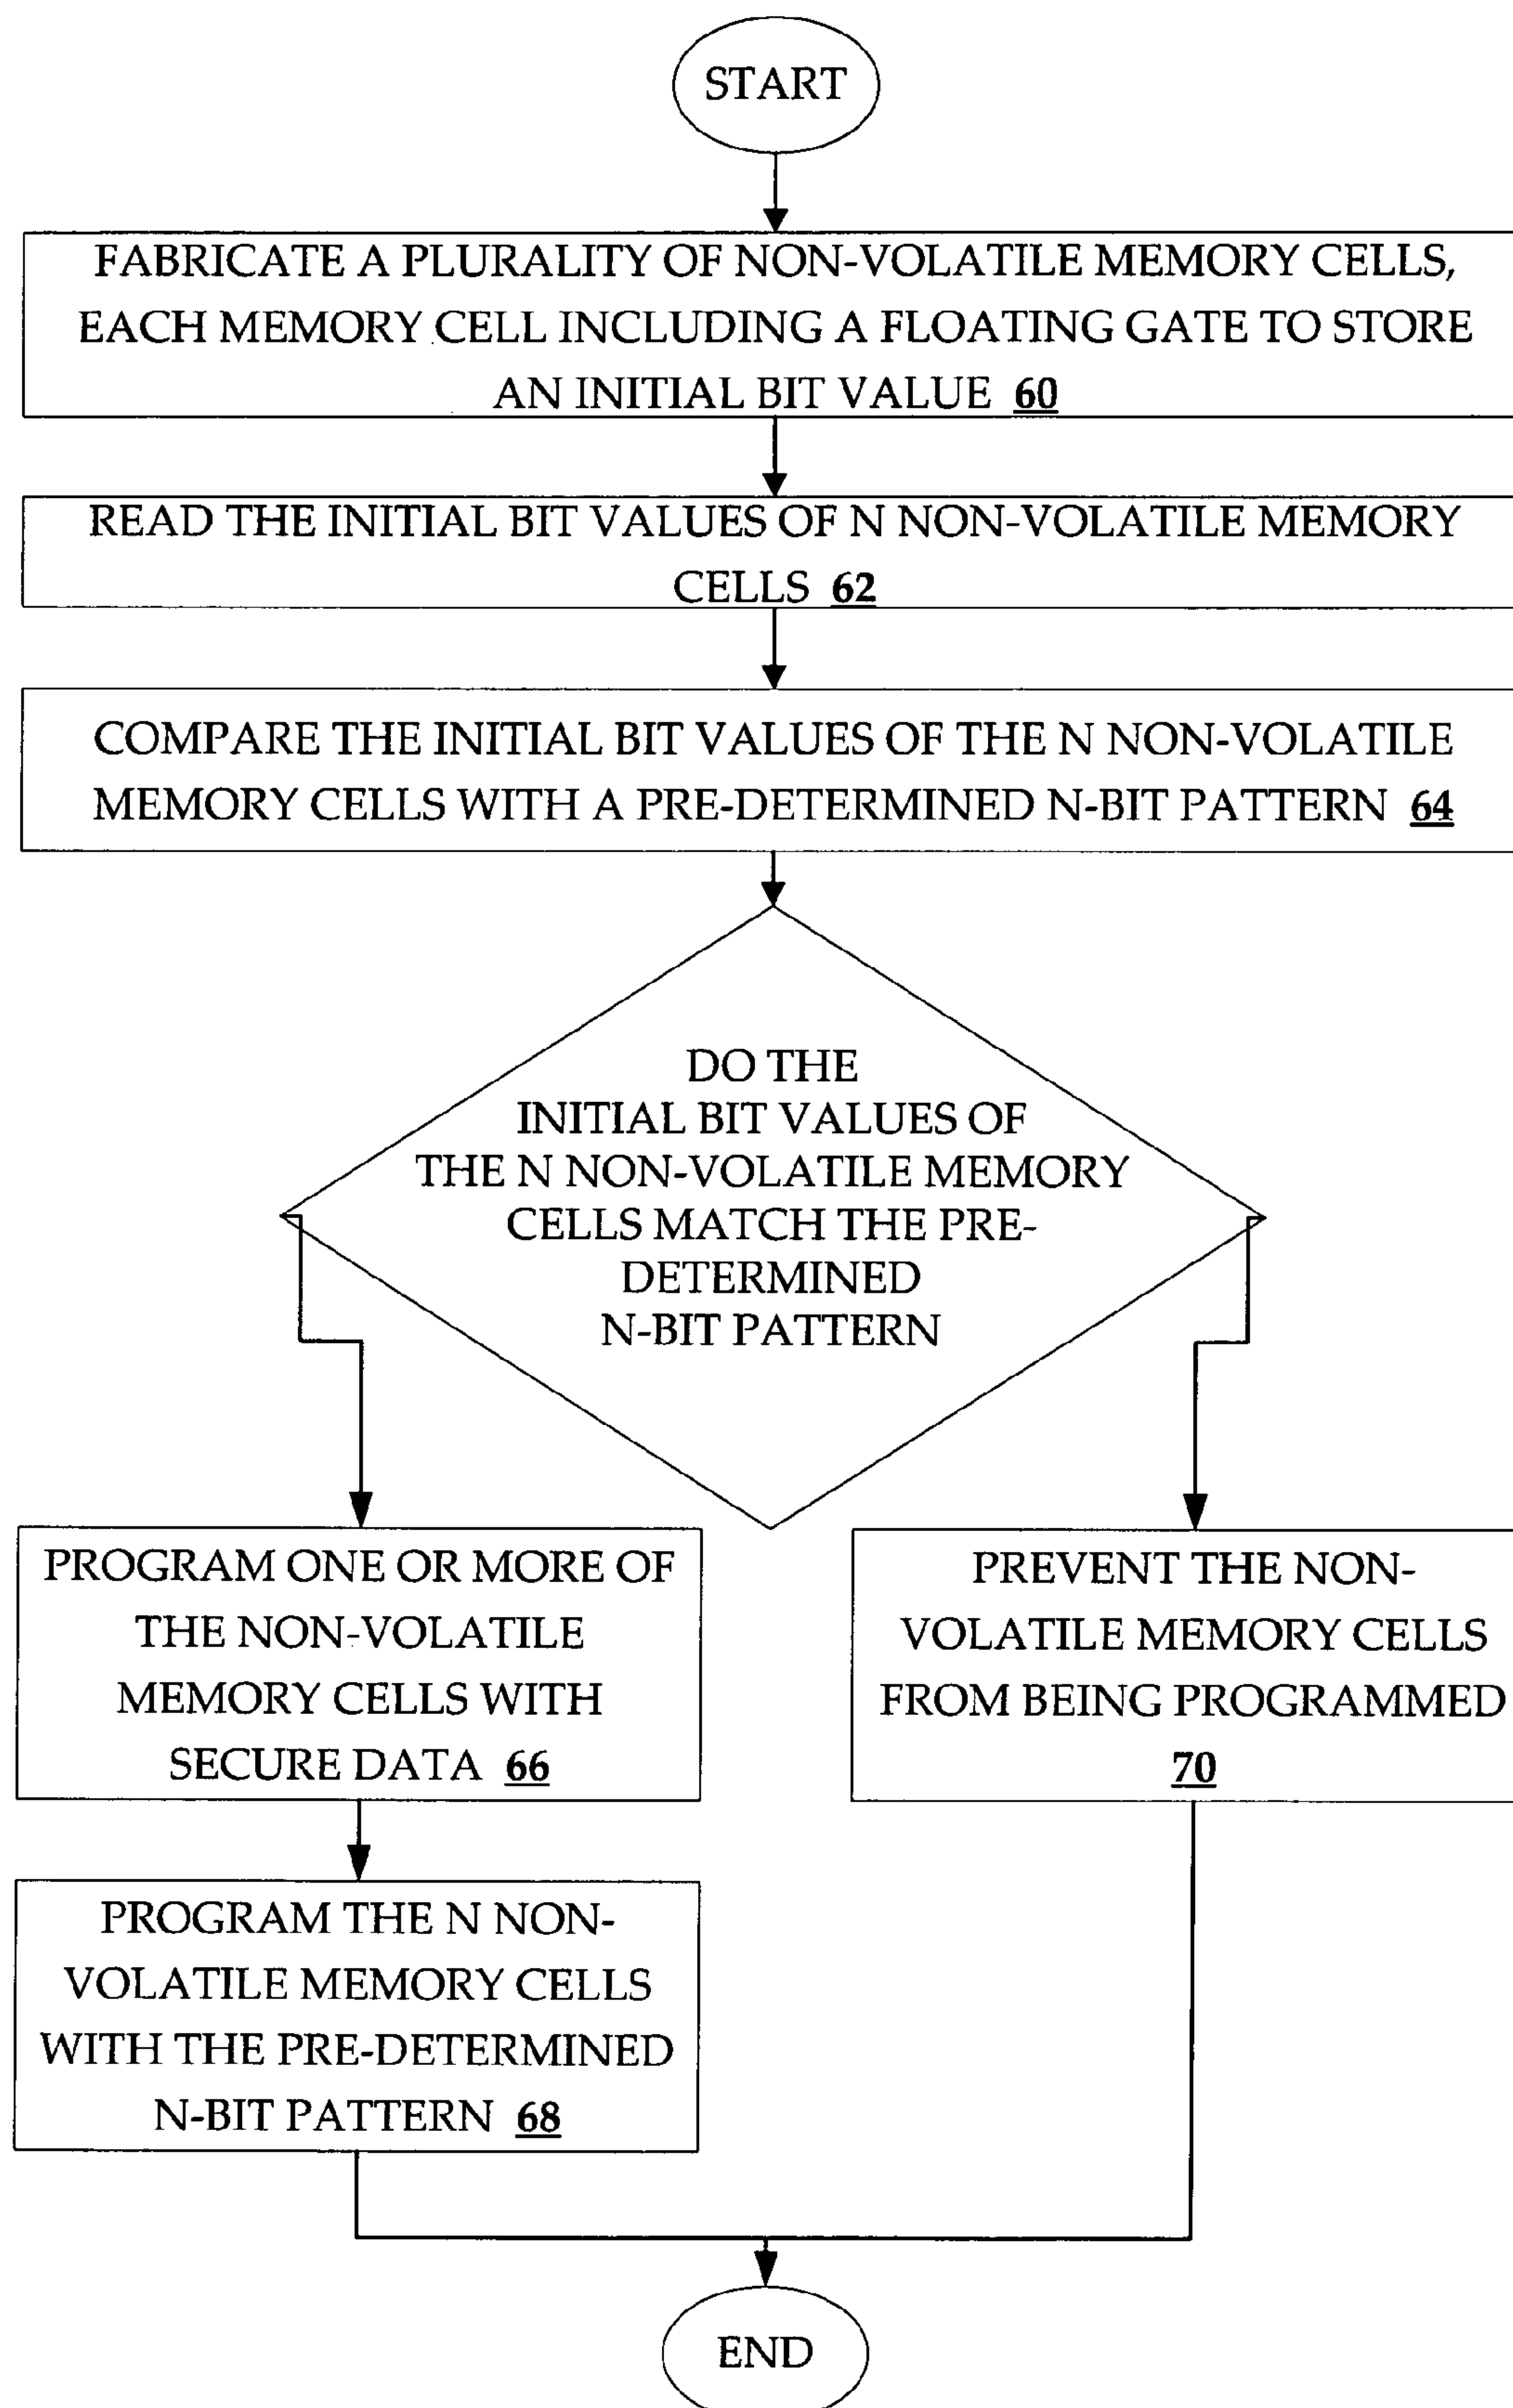 START
FABRICATE A PLURALITY OF NON-VOLATILE MEMORY CELLS,
EACH MEMORY CELL INCLUDING A FLOATING GATE TO STORE
AN INITIAL BIT VALUE 60
READ THE INITIAL BIT VALUES OF N NON-VOLATILE MEMORY
CELLS 62
COMPARE THE INITIAL BIT VALUES OF THE N NON-VOLATILE
MEMORY CELLS WITH A PRE-DETERMINED N-BIT PATTERN 64
DO THE
INITIAL BIT VALUES OF
THE N NON-VOLATILE MEMORY
CELLS MATCH THE PRE-
DETERMINED
N-BIT PATTERN
PROGRAM ONE OR MORE OF
THE NON-VOLATILE
MEMORY CELLS WITH
SECURE DATA 66
PREVENT THE NON-
VOLATILE MEMORY CELLS
FROM BEING PROGRAMMED
70
PROGRAM THE N NON-
VOLATILE MEMORY CELLS
WITH THE PRE-DETERMINED
N-BIT PATTERN 68
END